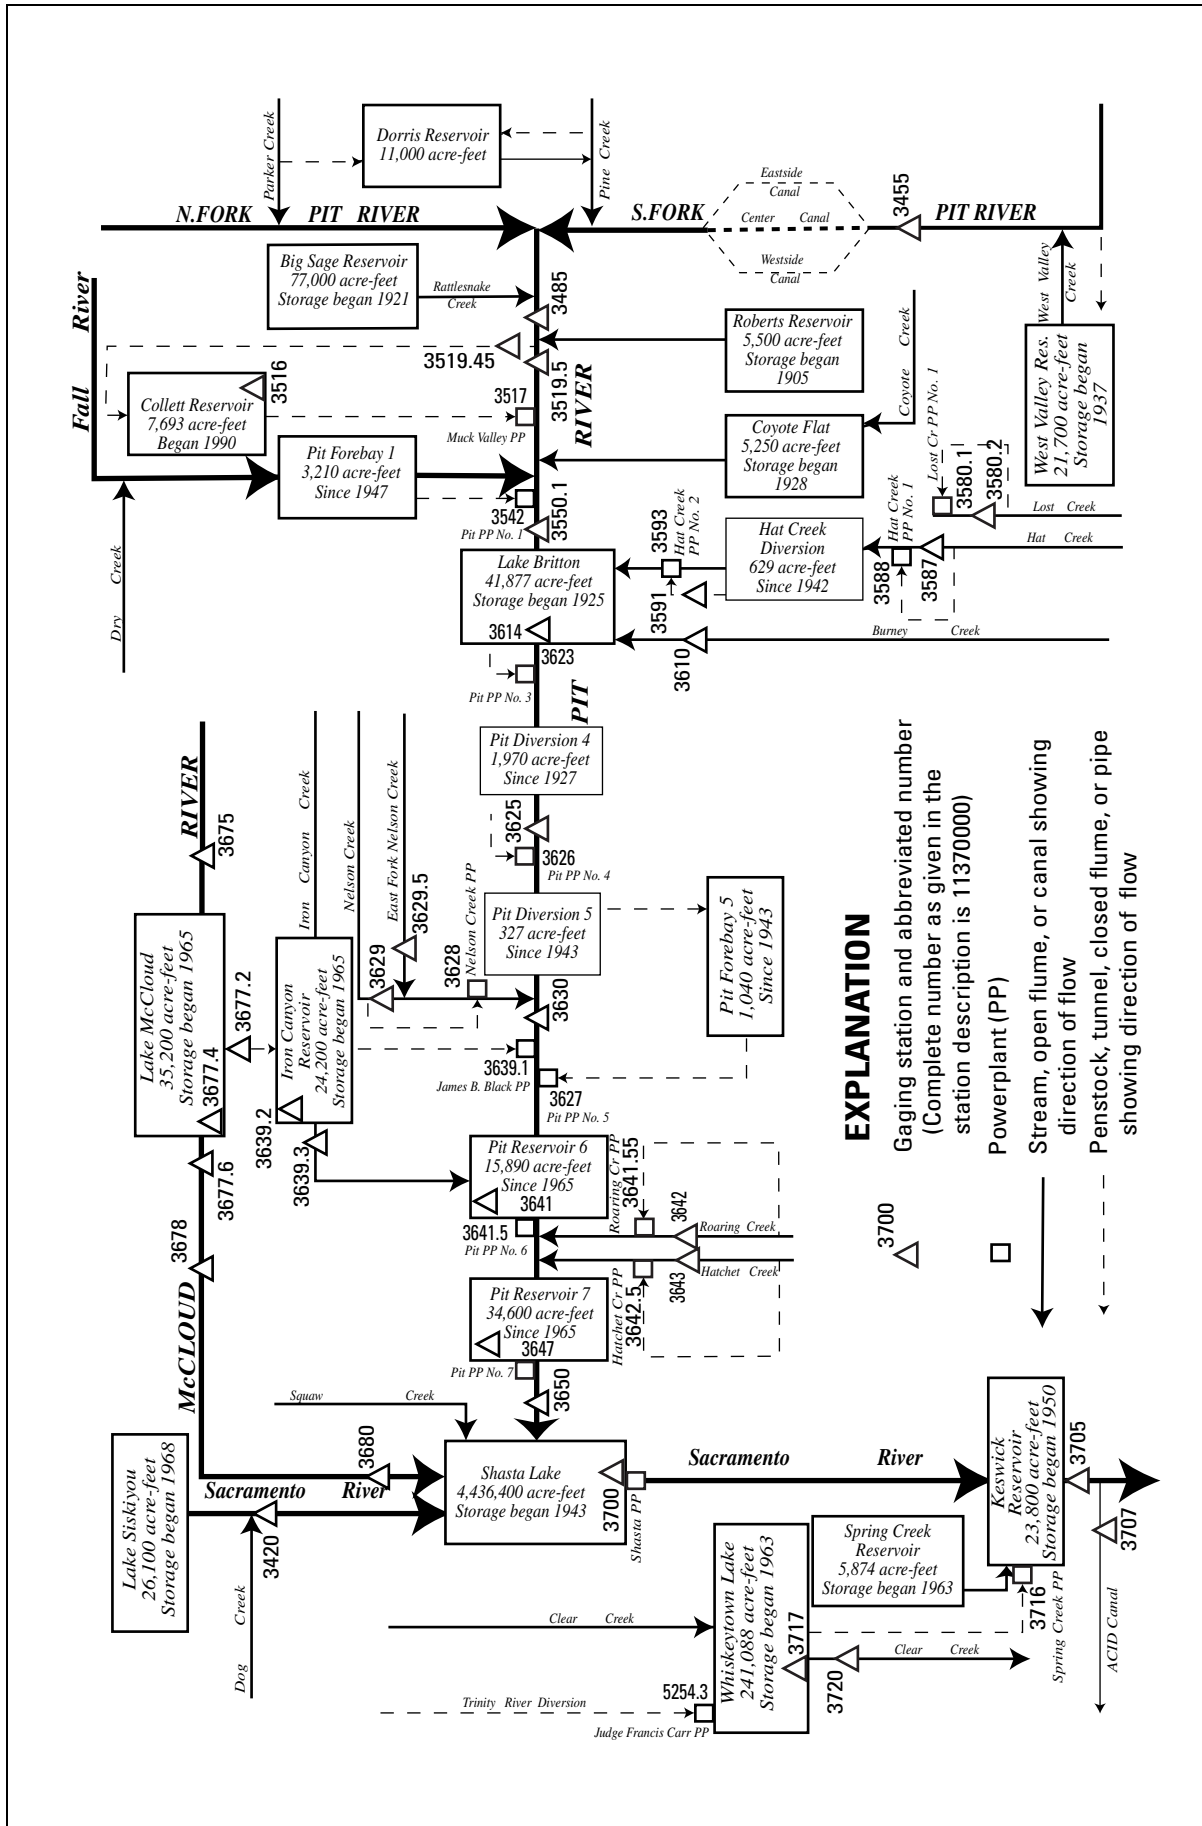 Parker Creek
Dorris Reservoir
11,000 acre-feet
Pine Creek
N.FORK PIT RIVER
S.FORK PIT RIVER
Eastside
Canal
Center Canal
Westside
Canal
3455
Big Sage Reservoir
77,000 acre-feet
Storage began 1921
Rattlesnake
Creek
3485
West Valley
Creek
Fall River
3519.45
3519.5
RIVER
Roberts Reservoir
5,500 acre-feet
Storage began
1905
Coyote Creek
West Valley Res.
21,700 acre-feet
Storage began
1937
3516
Collett Reservoir
7,693 acre-feet
Began 1990
3517
Muck Valley PP
Coyote Flat
5,250 acre-feet
Storage began
1928
Lost Cr PP No. 1
3580.1
3580.2
Lost Creek
Pit Forebay 1
3,210 acre-feet
Since 1947
3542
Pit PP No. 1
3550.1
Dry Creek
Lake Britton
41,877 acre-feet
Storage began 1925
3614
3593
Hat Creek
PP No. 2
3591
Hat Creek
Diversion
629 acre-feet
Since 1942
Hat Creek
PP No. 1
3588
3587
Hat Creek
Burney Creek
3610
3623
Pit PP No. 3
PIT
Pit Diversion 4
1,970 acre-feet
Since 1927
3625
3626
Pit PP No. 4
RIVER
3675
Iron Canyon Creek
Nelson Creek
East Fork Nelson Creek
3629.5
3629
3628
Nelson Creek PP
Pit Diversion 5
327 acre-feet
Since 1943
Pit Forebay 5
1,040 acre-feet
Since 1943
3630
Lake McCloud
35,200 acre-feet
Storage began 1965
3677.4
3677.2
Iron Canyon
Reservoir
24,200 acre-feet
Storage began 1965
3639.2
3639.3
3639.1
James B. Black PP
3627
Pit PP No. 5
3677.6
3678
McCLOUD
Pit Reservoir 6
15,890 acre-feet
Since 1965
3641
3641.5
Pit PP No. 6
Roaring Cr PP
3641.55
3642
Roaring Creek
Hatchet Creek
3643
Hatchet Cr PP
3642.5
Pit Reservoir 7
34,600 acre-feet
Since 1965
3647
Pit PP No. 7
3650
EXPLANATION
3700
Gaging station and abbreviated number
(Complete number as given in the
station description is 11370000)
Powerplant (PP)
Stream, open flume, or canal showing
direction of flow
Penstock, tunnel, closed flume, or pipe
showing direction of flow
Squaw Creek
3680
Lake Siskiyou
26,100 acre-feet
Storage began 1968
Sacramento River
3420
Dog Creek
Shasta Lake
4,436,400 acre-feet
Storage began 1943
3700
Shasta PP
Sacramento River
Keswick
Reservoir
23,800 acre-feet
Storage began 1950
3705
3707
ACID Canal
Spring Creek
Reservoir
5,874 acre-feet
Storage began 1963
3716
Spring Creek PP
Clear Creek
Whiskeytown Lake
241,088 acre-feet
Storage began 1963
3717
3720
Clear Creek
Trinity River Diversion
5254.3
Judge Francis Carr PP